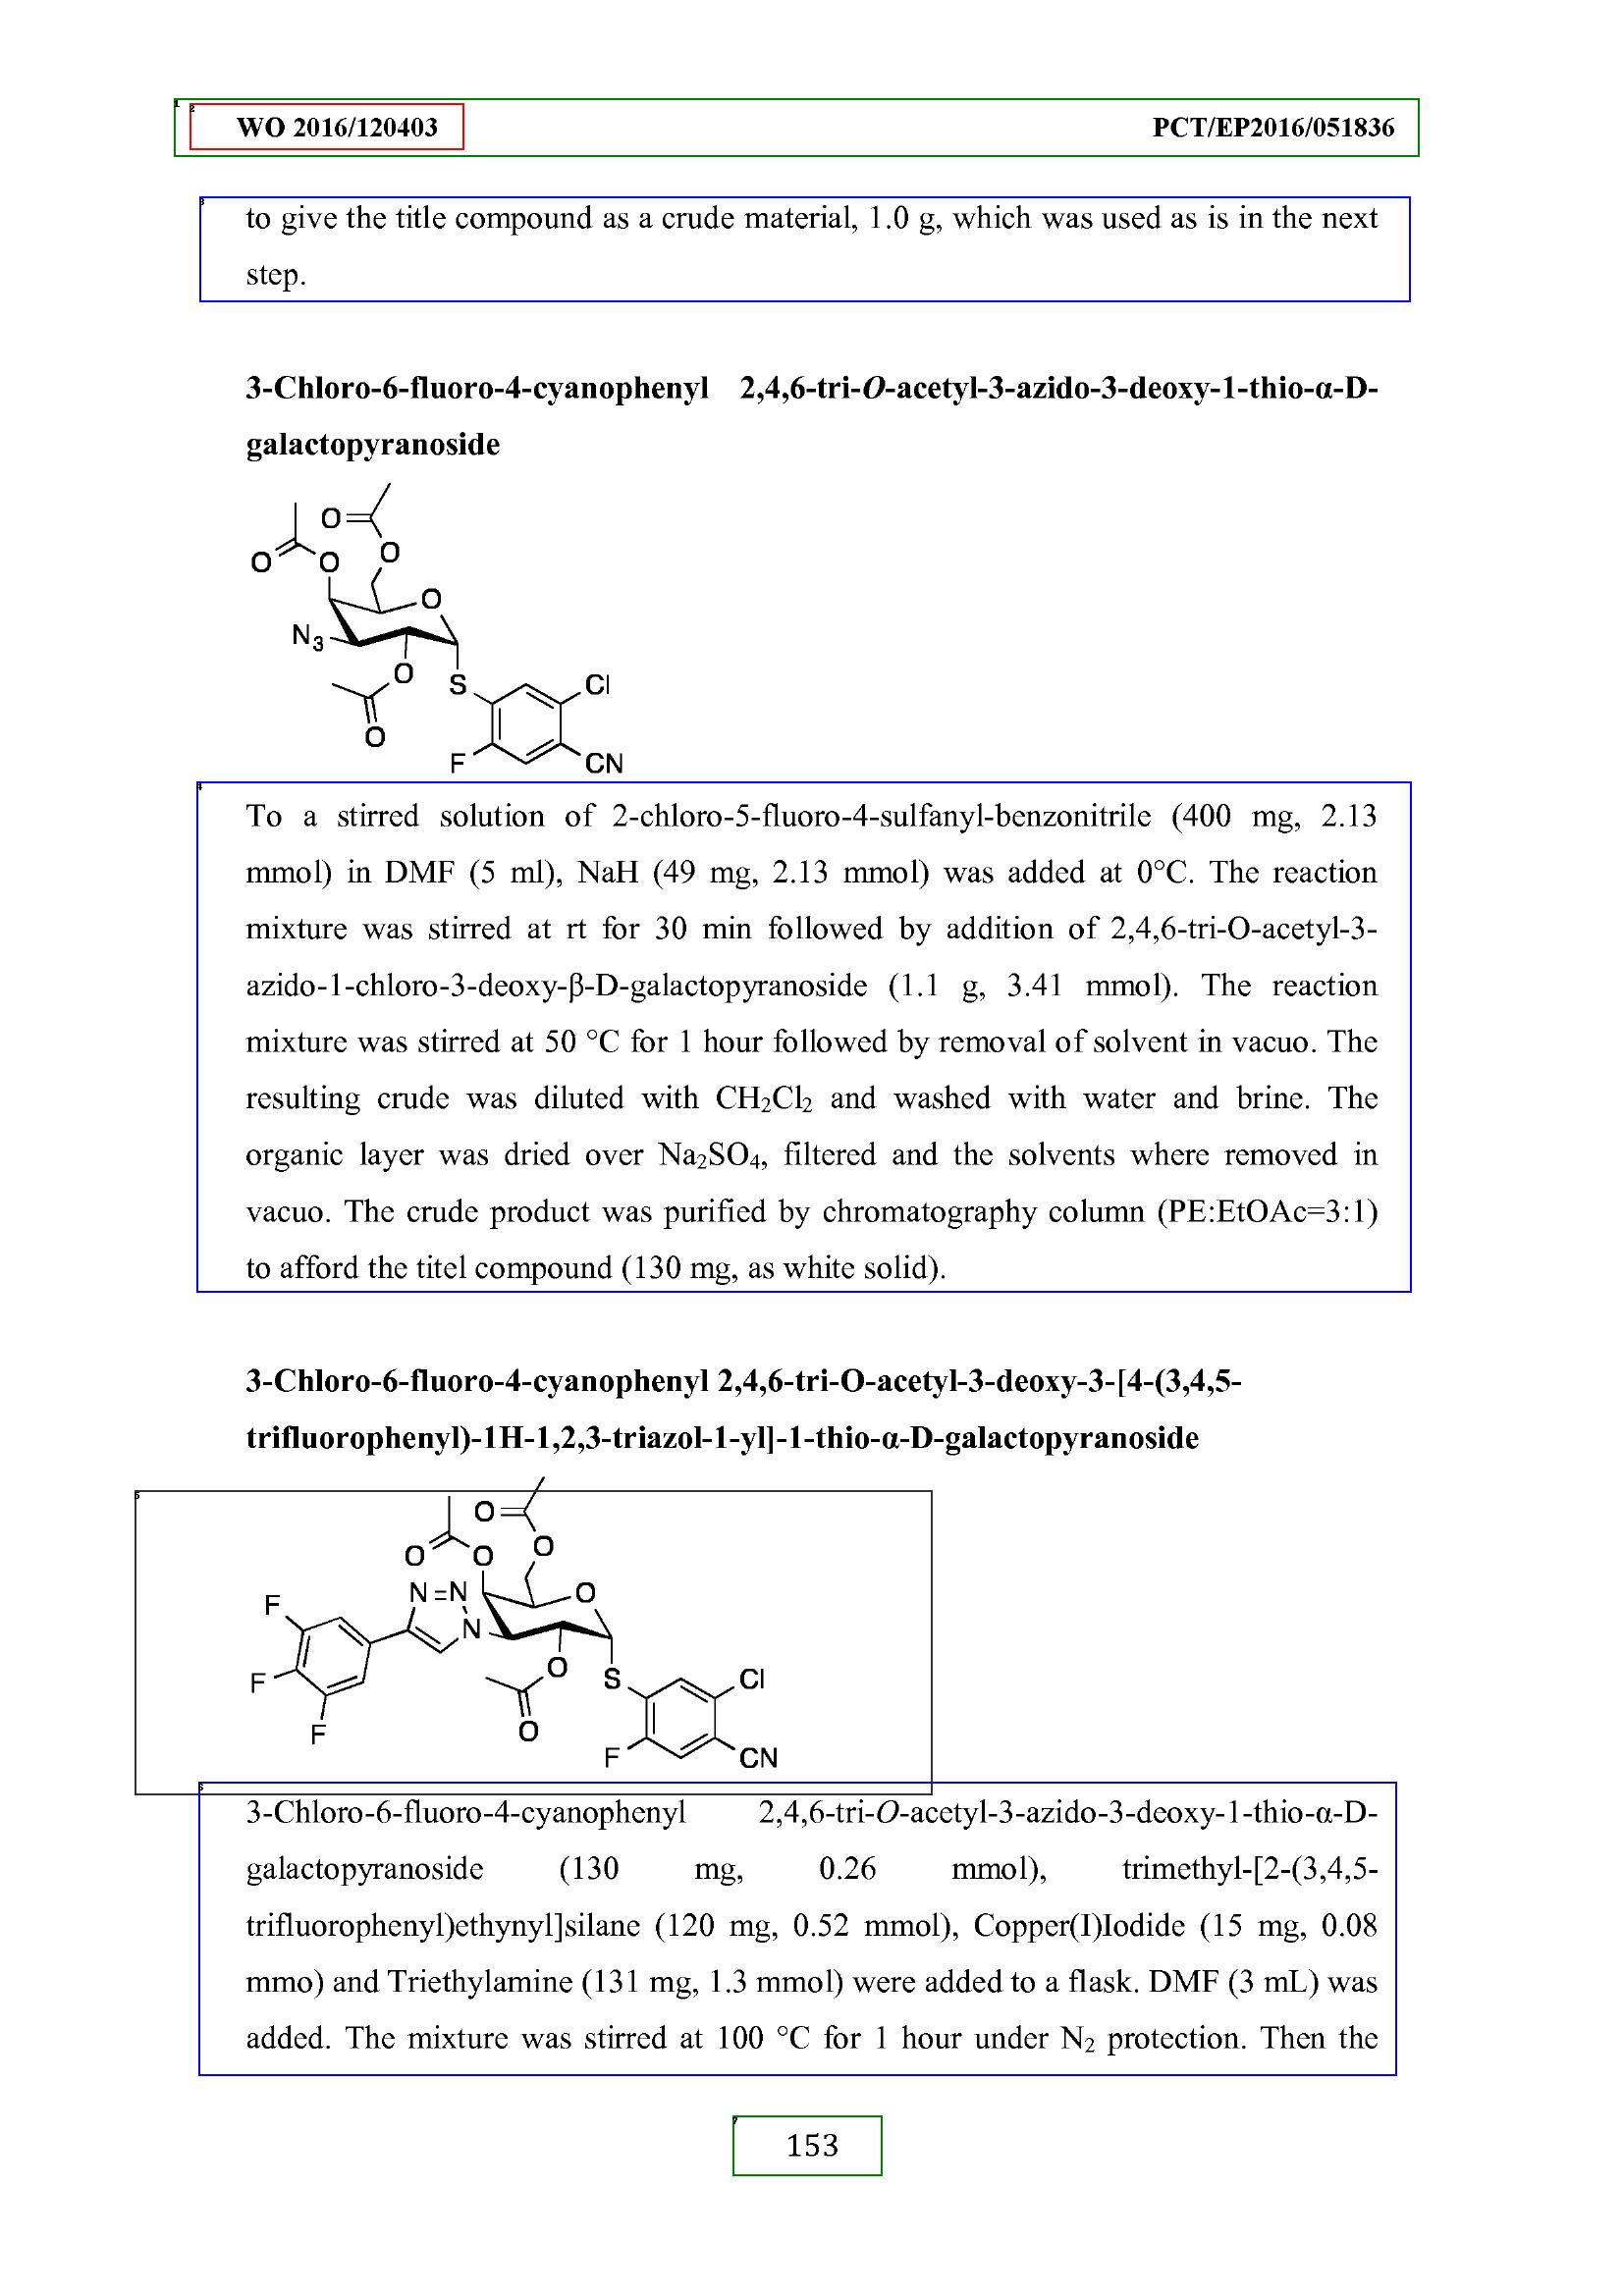 WO 2016/120403 PCT/EP2016/051836
to give the title compound as a crude material, 1.0 g, which was used as is in the next
step.
3-Chloro-6-fluoro-4-cyanophenyl 2,4,6-tri-O-acetyl-3-azido-3-deoxy-1-thio-α-D-
galactopyranoside
O
O
O
O
O
N3
O
S
Cl
O
F
CN
To a stirred solution of 2-chloro-5-fluoro-4-sulfanyl-benzonitrile (400 mg, 2.13
mmol) in DMF (5 ml), NaH (49 mg, 2.13 mmol) was added at 0°C. The reaction
mixture was stirred at rt for 30 min followed by addition of 2,4,6-tri-O-acetyl-3-
azido-1-chloro-3-deoxy-β-D-galactopyranoside (1.1 g, 3.41 mmol). The reaction
mixture was stirred at 50 °C for 1 hour followed by removal of solvent in vacuo. The
resulting crude was diluted with CH₂Cl₂ and washed with water and brine. The
organic layer was dried over Na₂SO₄, filtered and the solvents where removed in
vacuo. The crude product was purified by chromatography column (PE:EtOAc=3:1)
to afford the titel compound (130 mg, as white solid).
3-Chloro-6-fluoro-4-cyanophenyl 2,4,6-tri-O-acetyl-3-deoxy-3-[4-(3,4,5-
trifluorophenyl)-1H-1,2,3-triazol-1-yl]-1-thio-α-D-galactopyranoside
O
O
O
O
N=N
O
F
N
O
S
Cl
F
O
F
F
CN
3-Chloro-6-fluoro-4-cyanophenyl 2,4,6-tri-O-acetyl-3-azido-3-deoxy-1-thio-α-D-
galactopyranoside (130 mg, 0.26 mmol), trimethyl-[2-(3,4,5-
trifluorophenyl)ethynyl]silane (120 mg, 0.52 mmol), Copper(I)Iodide (15 mg, 0.08
mmo) and Triethylamine (131 mg, 1.3 mmol) were added to a flask. DMF (3 mL) was
added. The mixture was stirred at 100 °C for 1 hour under N₂ protection. Then the
153